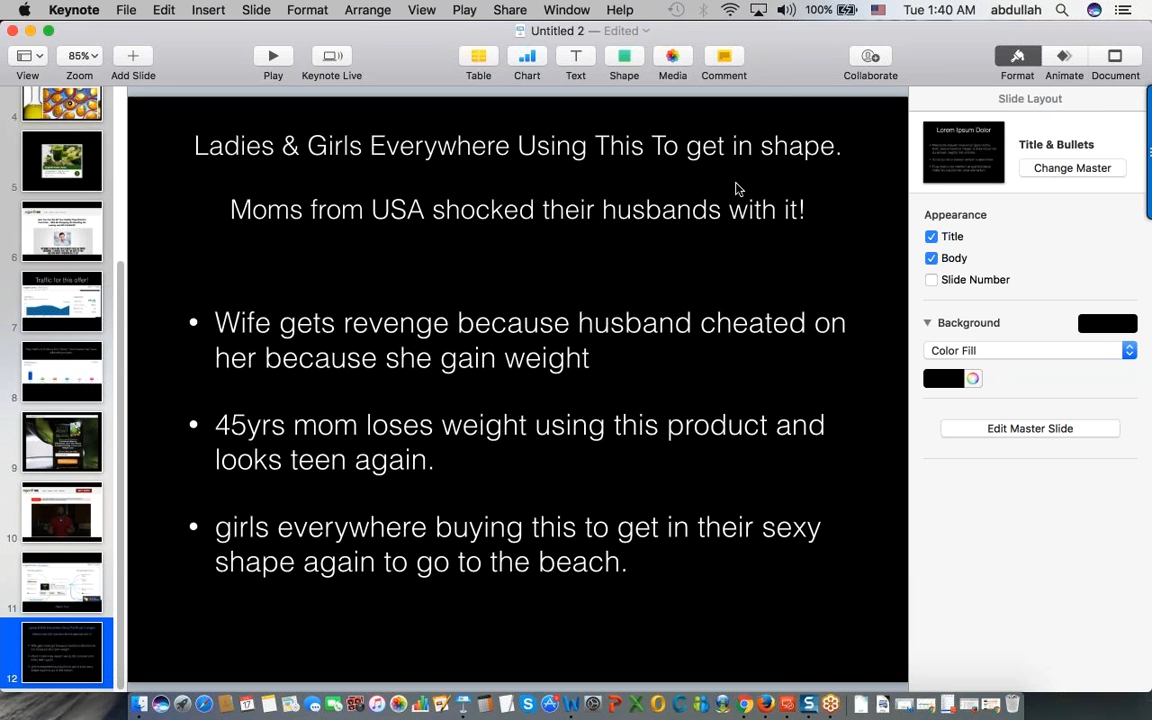 Keynote File Edit Insert Slide Format Arrange View Play Share Window Help 100% Tue 1:40 AM abdullah
Untitled 2 — Edited
85%
View Zoom Add Slide Play Keynote Live Table Chart Text Shape Media Comment Collaborate Format Animate Document
Slide Layout
Title & Bullets
Change Master
Appearance
Title
Body
Slide Number
Background
Color Fill
Edit Master Slide
4
5
6
7
Traffic for this offer!
8
9
10
11
12
Ladies & Girls Everywhere Using This To get in shape.
Moms from USA shocked their husbands with it!
• Wife gets revenge because husband cheated on
her because she gain weight
• 45yrs mom loses weight using this product and
looks teen again.
• girls everywhere buying this to get in their sexy
shape again to go to the beach.